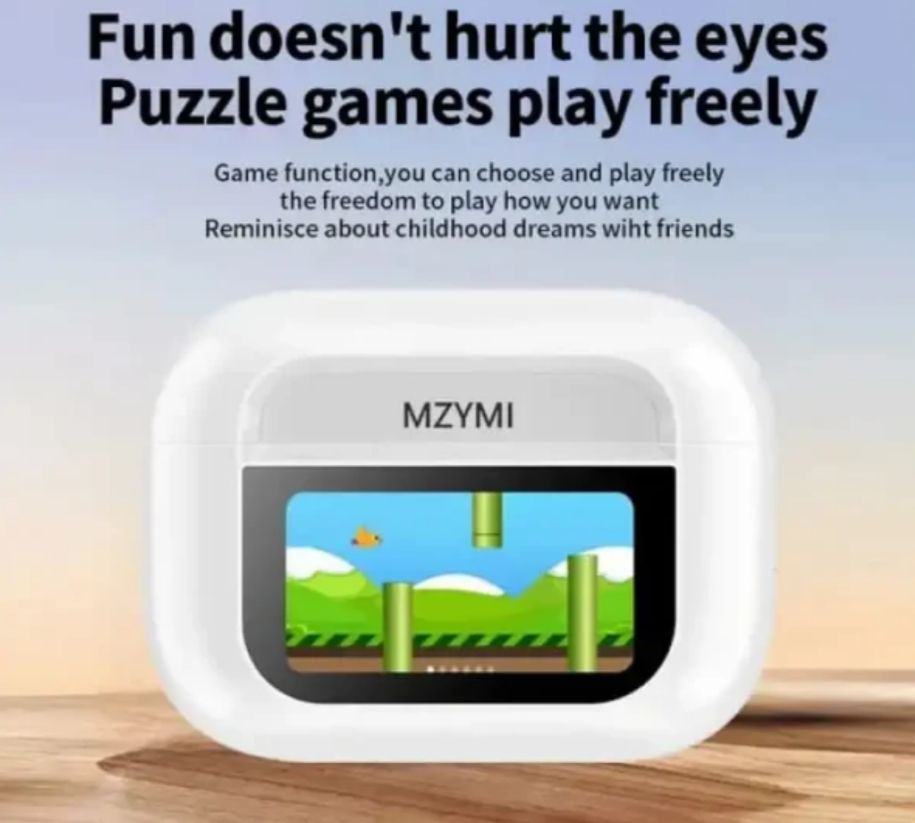 Fun doesn't hurt the eyes
Puzzle games play freely
Game function,you can choose and play freely
the freedom to play how you want
Reminisce about childhood dreams wiht friends
MZYMI